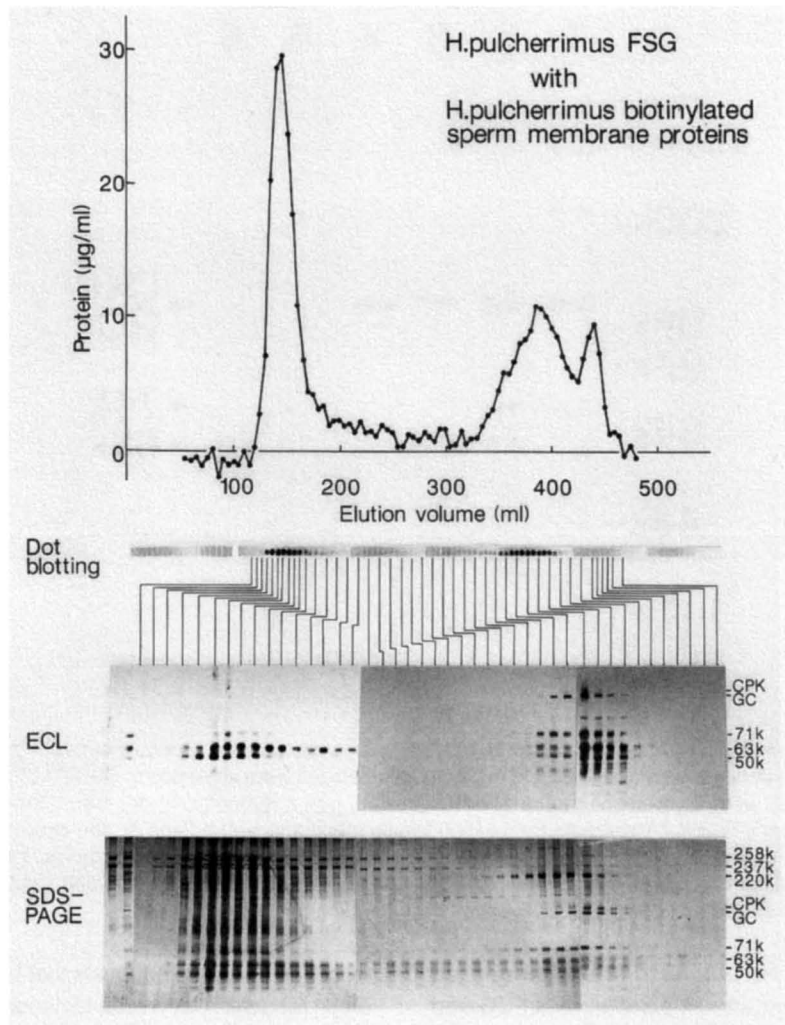 H.pulcherrimus FSG
with
H.pulcherrimus biotinylated
sperm membrane proteins
Protein (µg/ml)
30
20
10
0
100
200
300
400
500
Elution volume (ml)
Dot
blotting
ECL
CPK
GC
71k
63k
50k
SDS-
PAGE
258k
237k
220k
CPK
GC
71k
63k
50k